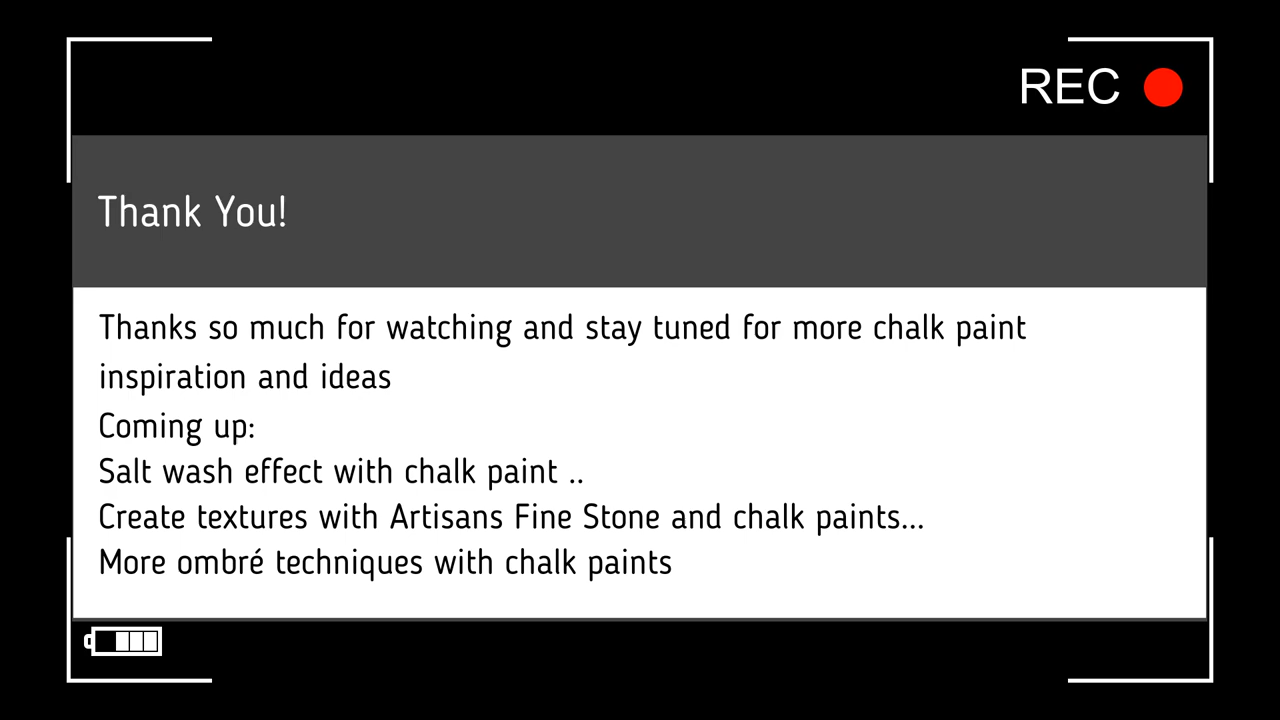 REC
Thank You!
Thanks so much for watching and stay tuned for more chalk paint
inspiration and ideas
Coming up:
Salt wash effect with chalk paint ..
Create textures with Artisans Fine Stone and chalk paints...
More ombré techniques with chalk paints